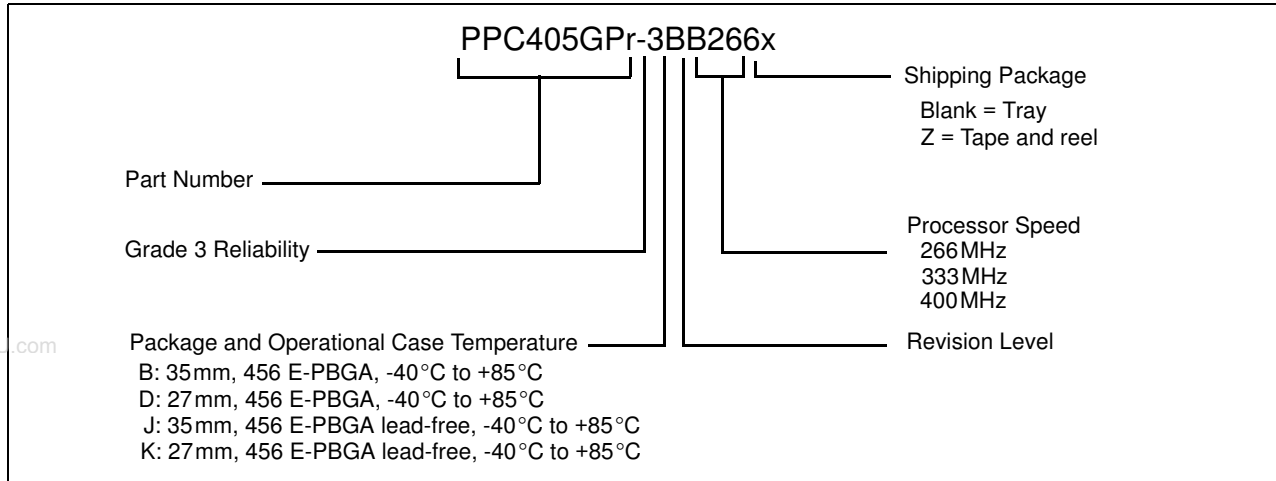 PPC405GPr-3BB266x
Shipping Package
Blank = Tray
Z = Tape and reel
Part Number
Processor Speed
266MHz
333MHz
400MHz
Grade 3 Reliability
Package and Operational Case Temperature
B: 35mm, 456 E-PBGA, -40°C to +85°C
D: 27mm, 456 E-PBGA, -40°C to +85°C
J: 35mm, 456 E-PBGA lead-free, -40°C to +85°C
K: 27mm, 456 E-PBGA lead-free, -40°C to +85°C
Revision Level
.com